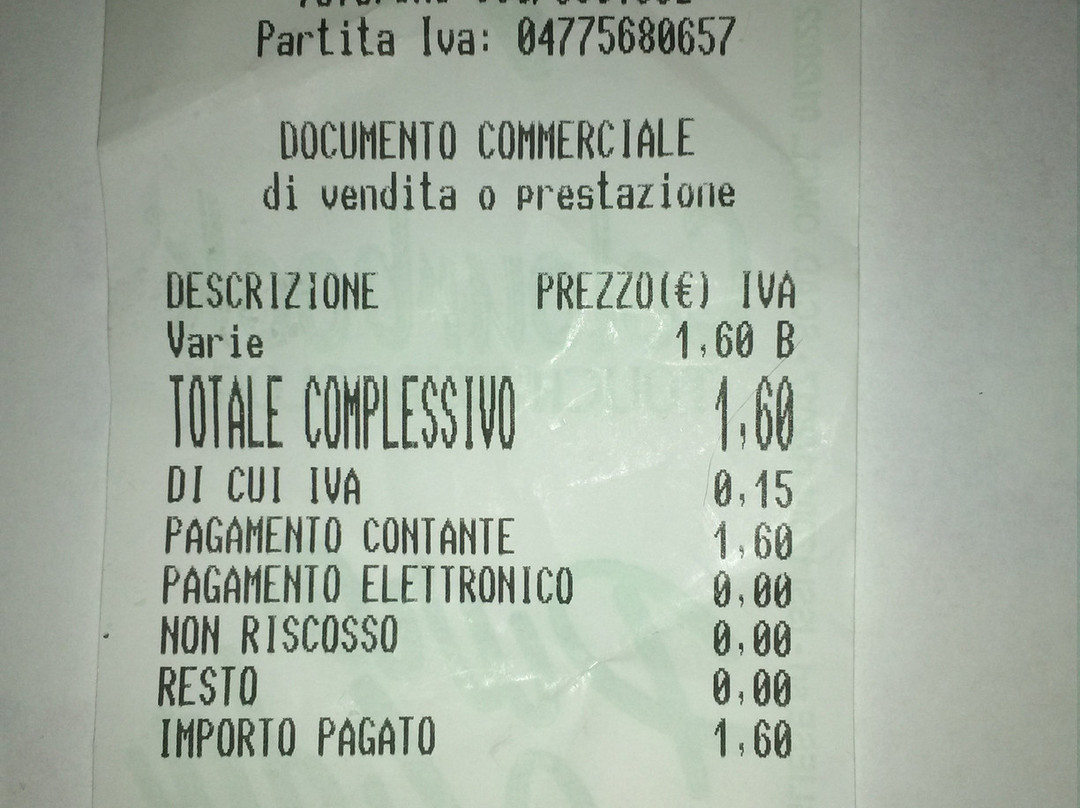 Partita Iva: 04775680657
DOCUMENTO COMMERCIALE
di vendita o prestazione
DESCRIZIONE PREZZO(€) IVA
Varie 1,60 B
TOTALE COMPLESSIVO 1,60
DI CUI IVA 0,15
PAGAMENTO CONTANTE 1,60
PAGAMENTO ELETTRONICO 0,00
NON RISCOSSO 0,00
RESTO 0,00
IMPORTO PAGATO 1,60